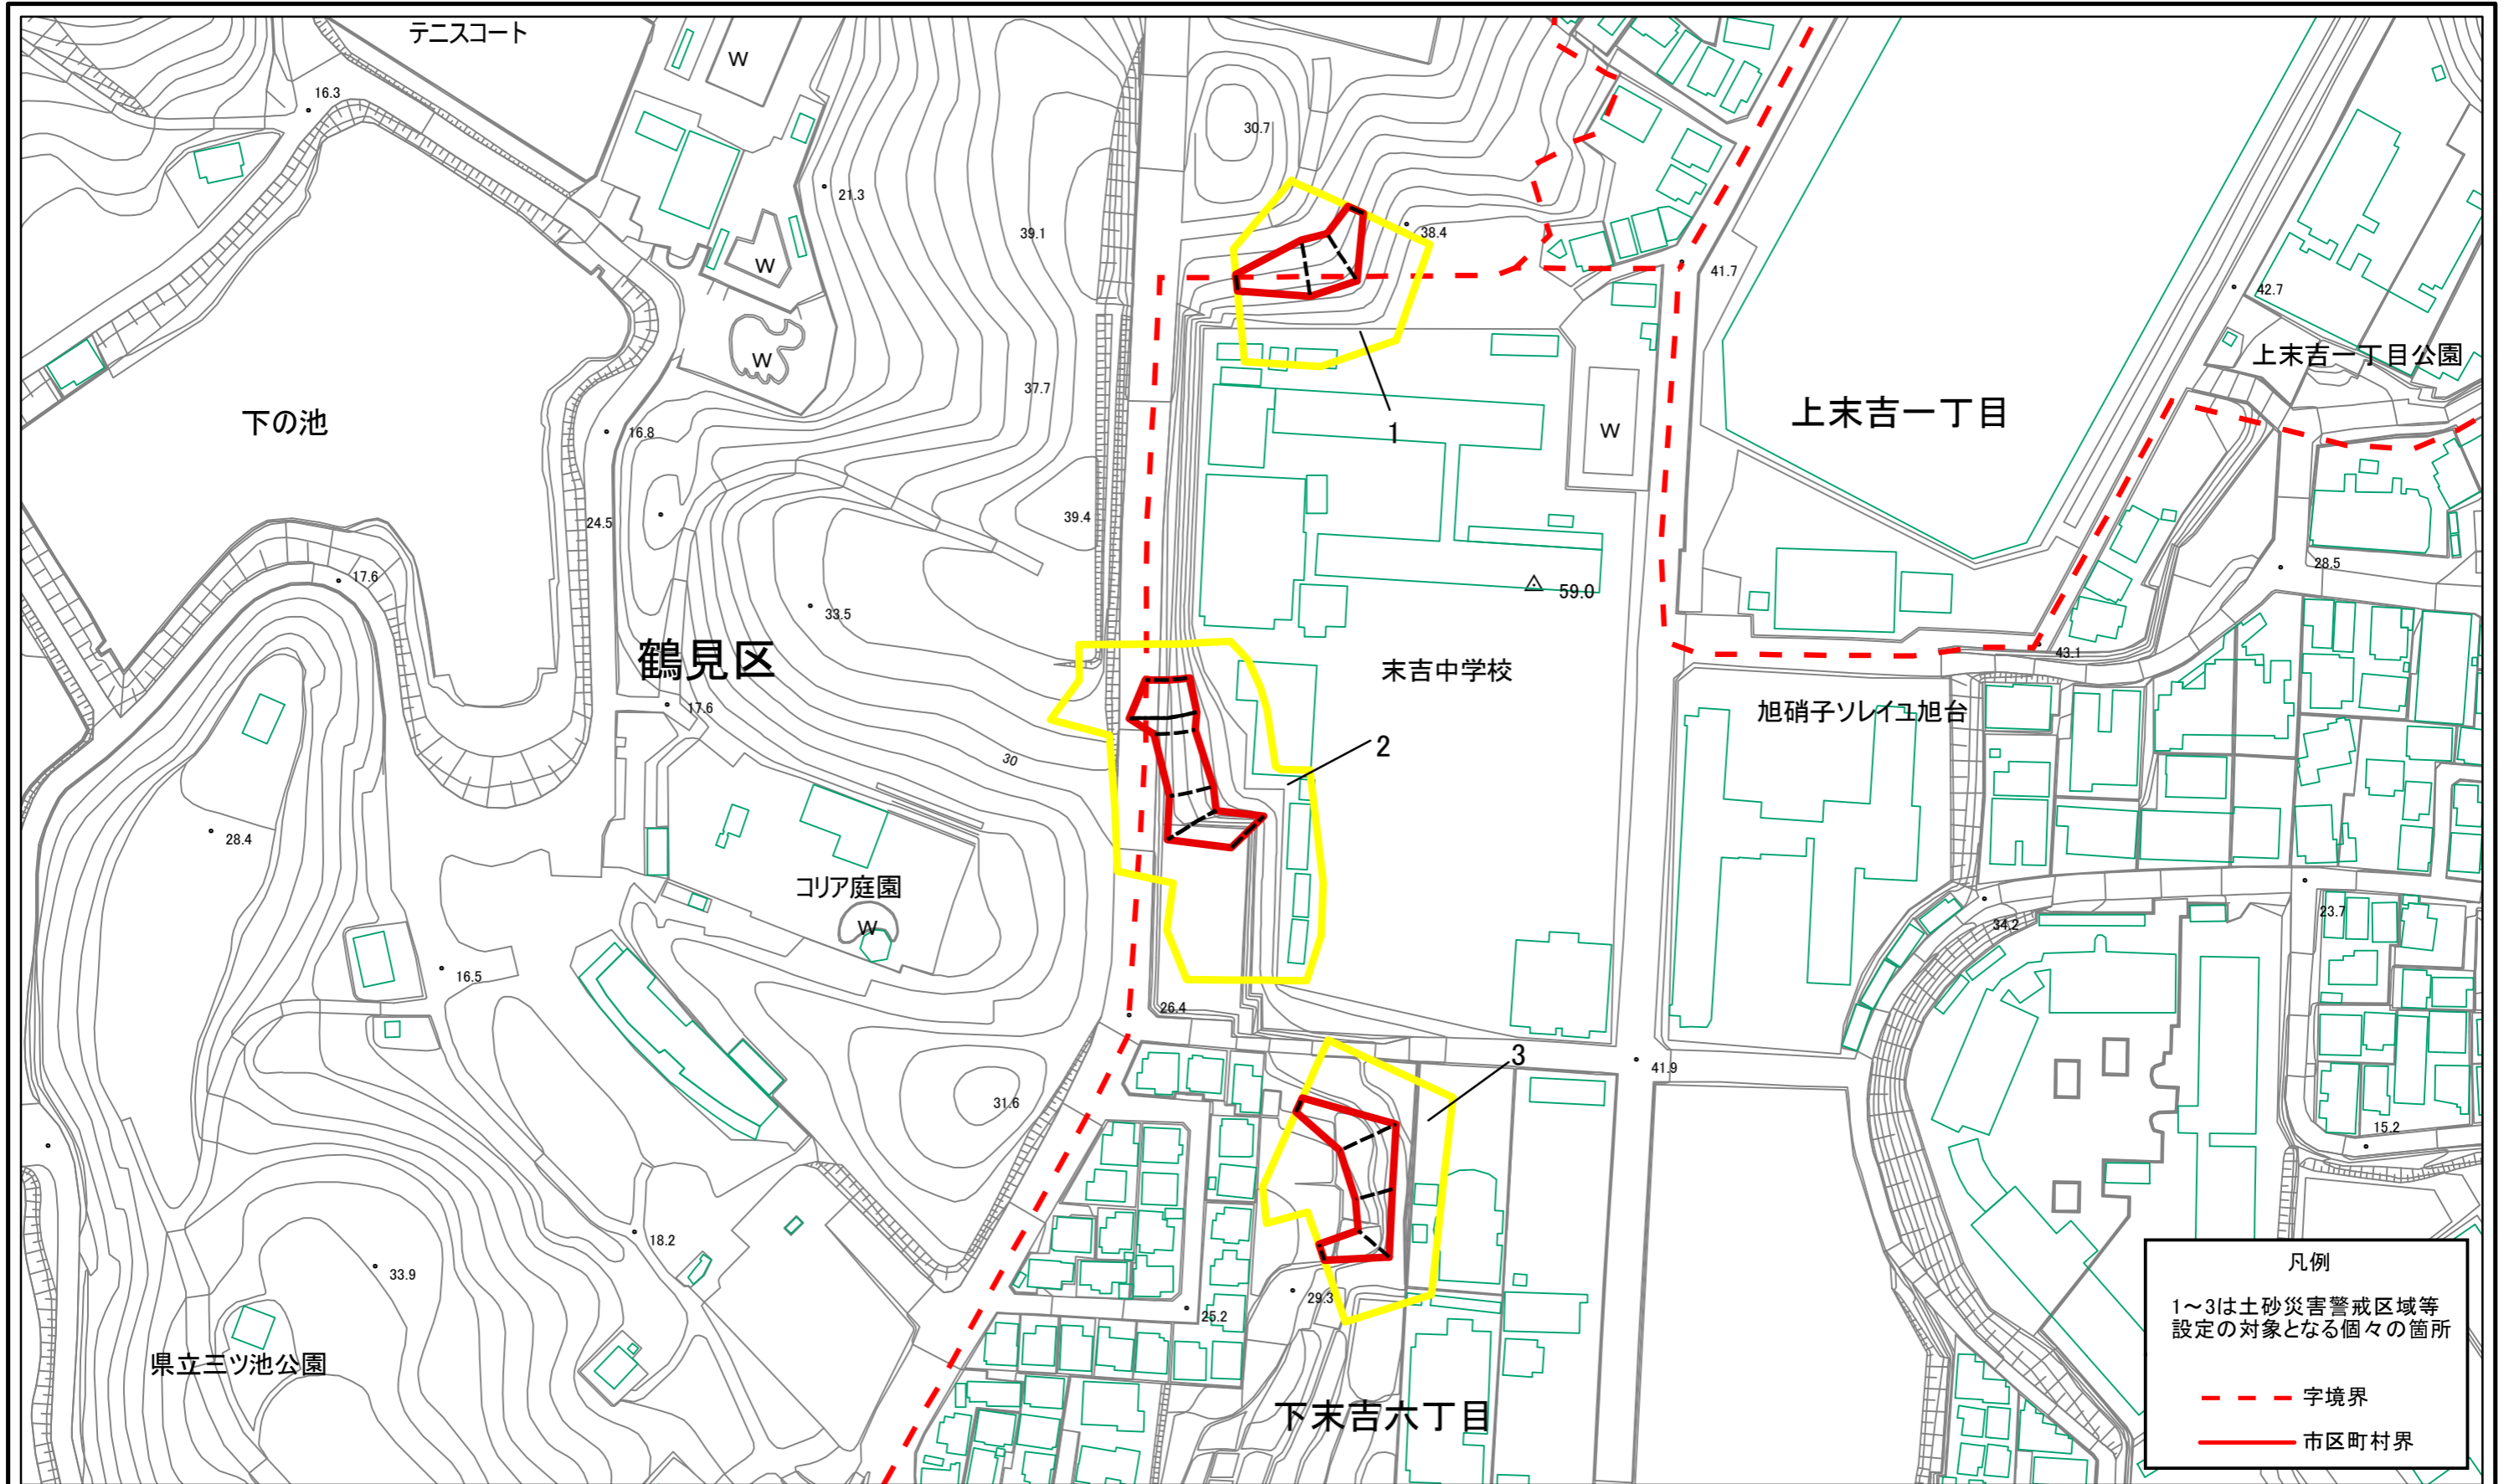 テニスコート
W
16.3
30.7
21.3
39.1
38.4
W
41.7
42.7
上末吉一丁目公園
W
37.7
下の池
16.8
1
W
上末吉一丁目
24.5
39.4
17.6
33.5
59.0
28.5
鶴見区
43.1
末吉中学校
17.6
旭硝子ソレイユ旭台
2
30
28.4
コリア庭園
W
23.7
34.2
16.5
26.4
3
41.9
31.6
15.2
18.2
33.9
29.3
25.2
県立三ツ池公園
下末吉六丁目
凡例
1～3は土砂災害警戒区域等
設定の対象となる個々の箇所
字境界
市区町村界